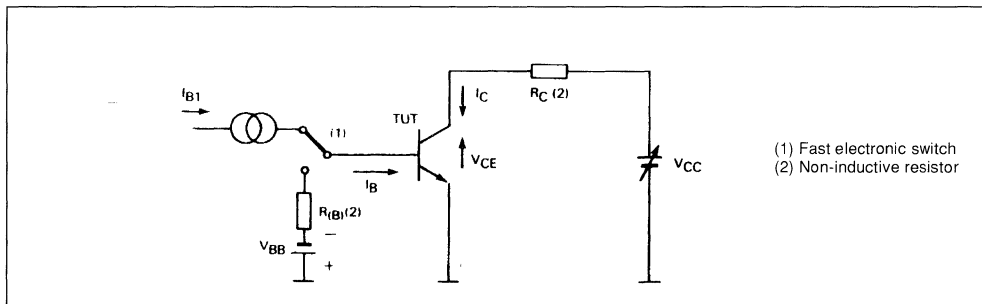 I_B1
(1)
TUT
I_C
R_C (2)
V_CE
V_CC
I_B
R_(B) (2)
V_BB
−
+
(1) Fast electronic switch
(2) Non-inductive resistor